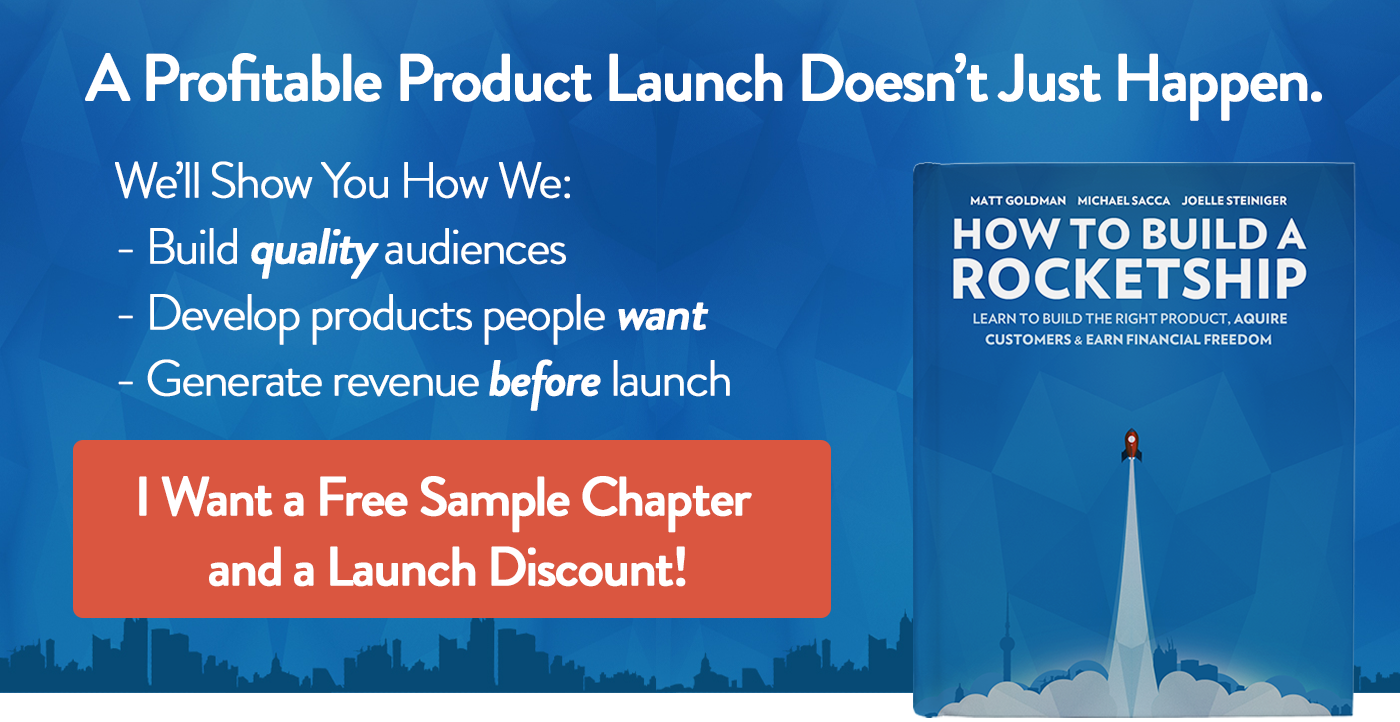 A Profitable Product Launch Doesn't Just Happen.
We'll Show You How We:
- Build quality audiences
- Develop products people want
- Generate revenue before launch
I Want a Free Sample Chapter
and a Launch Discount!
MATT GOLDMAN MICHAEL SACCA JOELLE STEINIGER
HOW TO BUILD A
ROCKETSHIP
LEARN TO BUILD THE RIGHT PRODUCT, AQUIRE
CUSTOMERS & EARN FINANCIAL FREEDOM